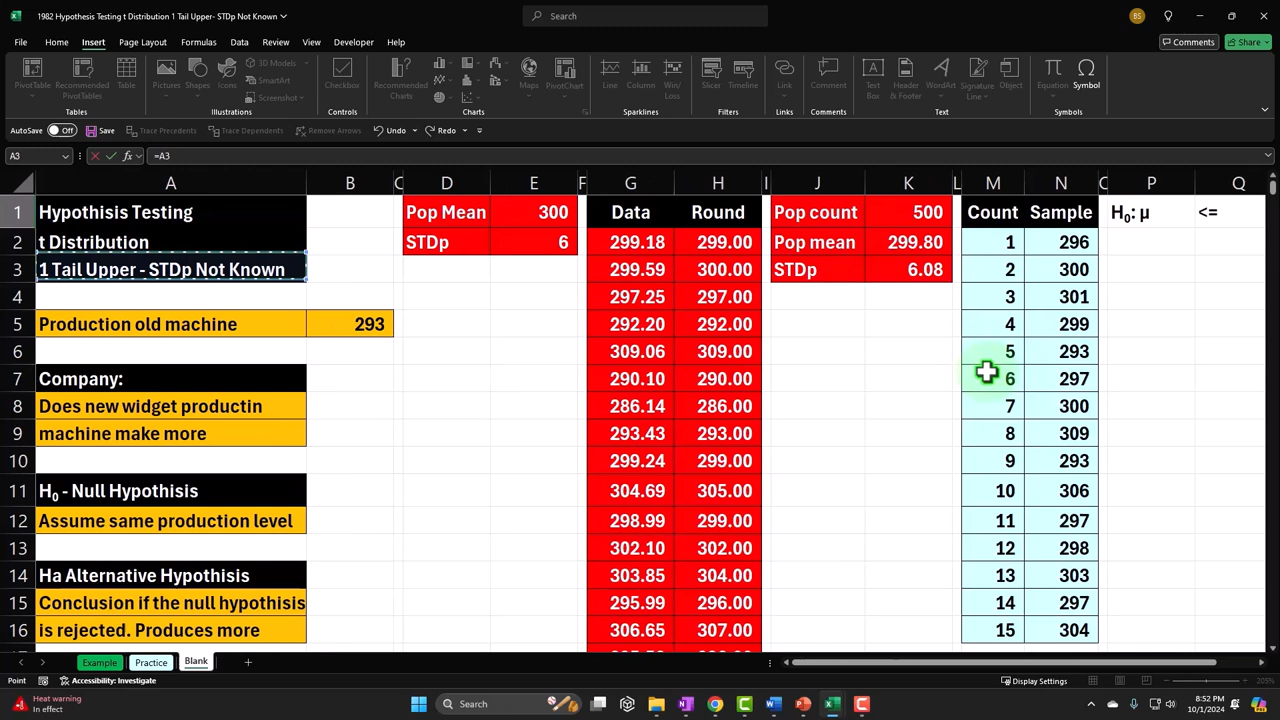 1982 Hypothesis Testing t Distribution 1 Tail Upper- STDp Not Known
Search
BS
File Home Insert Page Layout Formulas Data Review View Developer Help
Comments Share
PivotTable Recommended PivotTables Table Pictures Shapes Icons 3D Models SmartArt Screenshot Checkbox Recommended Charts Maps PivotChart Line Column Win/Loss Slicer Timeline Link Comment Text Box Header & Footer WordArt Signature Line Object Equation Symbol
Tables Illustrations Controls Charts Sparklines Filters Links Comments Text Symbols
AutoSave Off Save Trace Precedents Trace Dependents Remove Arrows Undo Redo
A3 fx =A3
A B C D E F G H I J K L M N C P Q
1 Hypothisis Testing Pop Mean 300 Data Round Pop count 500 Count Sample H₀: µ <=
2 t Distribution STDp 6 299.18 299.00 Pop mean 299.80 1 296
3 1 Tail Upper - STDp Not Known 299.59 300.00 STDp 6.08 2 300
4 297.25 297.00 3 301
5 Production old machine 293 292.20 292.00 4 299
6 309.06 309.00 5 293
7 Company: 290.10 290.00 6 297
8 Does new widget productin 286.14 286.00 7 300
9 machine make more 293.43 293.00 8 309
10 299.24 299.00 9 293
11 H₀ - Null Hypothisis 304.69 305.00 10 306
12 Assume same production level 298.99 299.00 11 297
13 302.10 302.00 12 298
14 Ha Alternative Hypothisis 303.85 304.00 13 303
15 Conclusion if the null hypothisis 295.99 296.00 14 297
16 is rejected. Produces more 306.65 307.00 15 304
Example Practice Blank
Point Accessibility: Investigate Display Settings 205%
Heat warning
In effect
Search
8:52 PM
10/1/2024